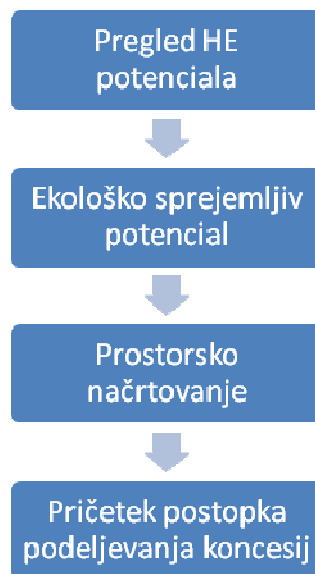 Pregled HE
potenciala
Ekološko sprejemljiv
potencial
Prostorsko
načrtovanje
Pričetek postopka
podeljevanja koncesij